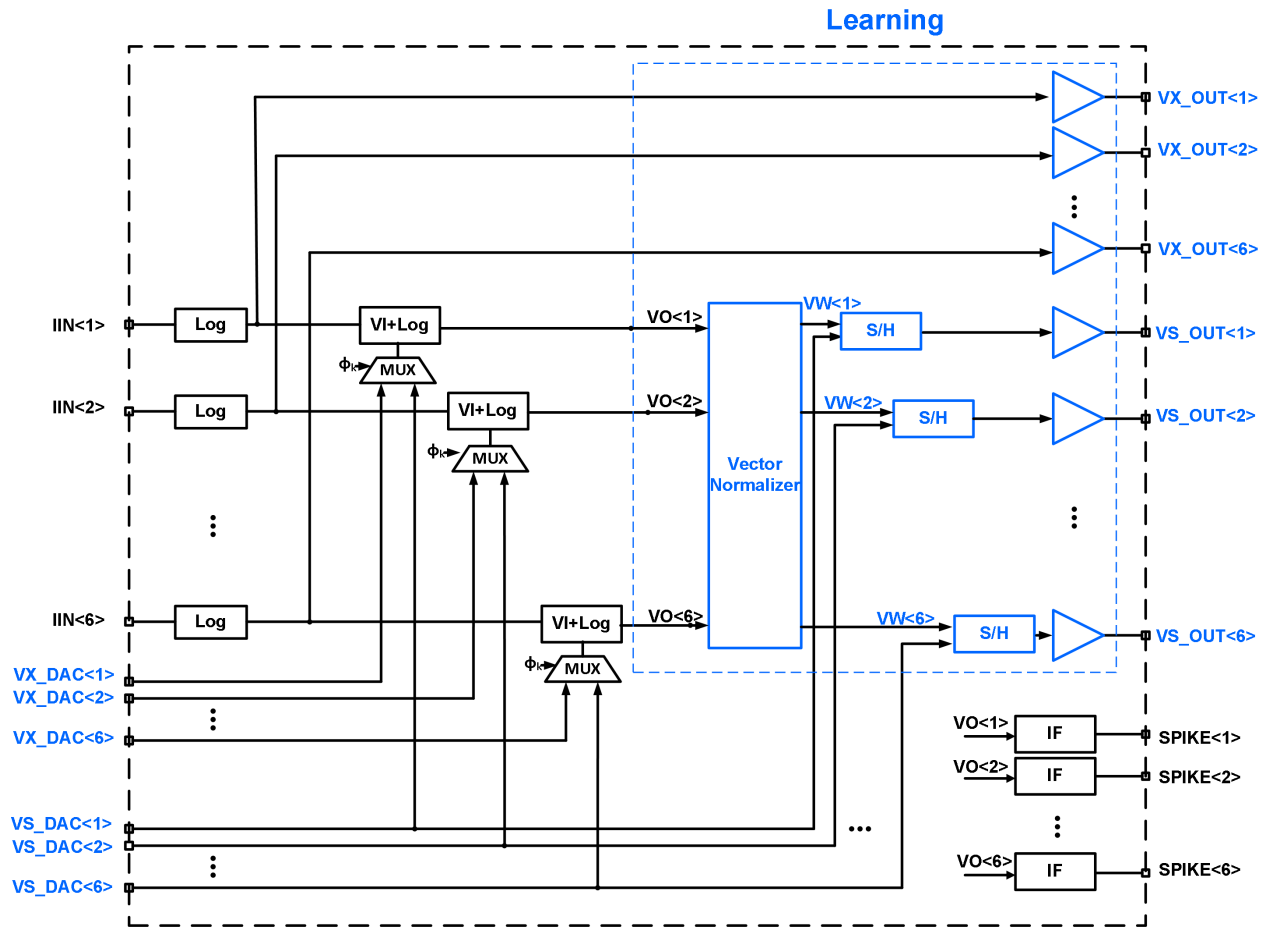 Learning
VX_OUT<1>
VX_OUT<2>
VX_OUT<6>
IIN<1>
Log
VI+Log
VO<1>
VW<1>
S/H
VS_OUT<1>
ϕk
MUX
IIN<2>
Log
VI+Log
VO<2>
VW<2>
S/H
VS_OUT<2>
ϕk
MUX
Vector
Normalizer
IIN<6>
Log
VI+Log
VO<6>
VW<6>
S/H
VS_OUT<6>
ϕk
MUX
VX_DAC<1>
VX_DAC<2>
VX_DAC<6>
VO<1>
IF
SPIKE<1>
VO<2>
IF
SPIKE<2>
VS_DAC<1>
VS_DAC<2>
VS_DAC<6>
VO<6>
IF
SPIKE<6>